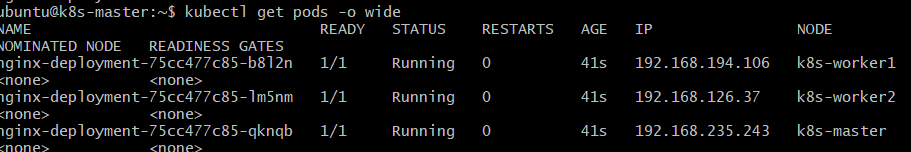 ubuntu@k8s-master:~$ kubectl get pods -o wide
NAME READY STATUS RESTARTS AGE IP NODE
NOMINATED NODE READINESS GATES
nginx-deployment-75cc477c85-b8l2n 1/1 Running 0 41s 192.168.194.106 k8s-worker1
<none> <none>
nginx-deployment-75cc477c85-lm5nm 1/1 Running 0 41s 192.168.126.37 k8s-worker2
<none> <none>
nginx-deployment-75cc477c85-qknqb 1/1 Running 0 41s 192.168.235.243 k8s-master
<none> <none>